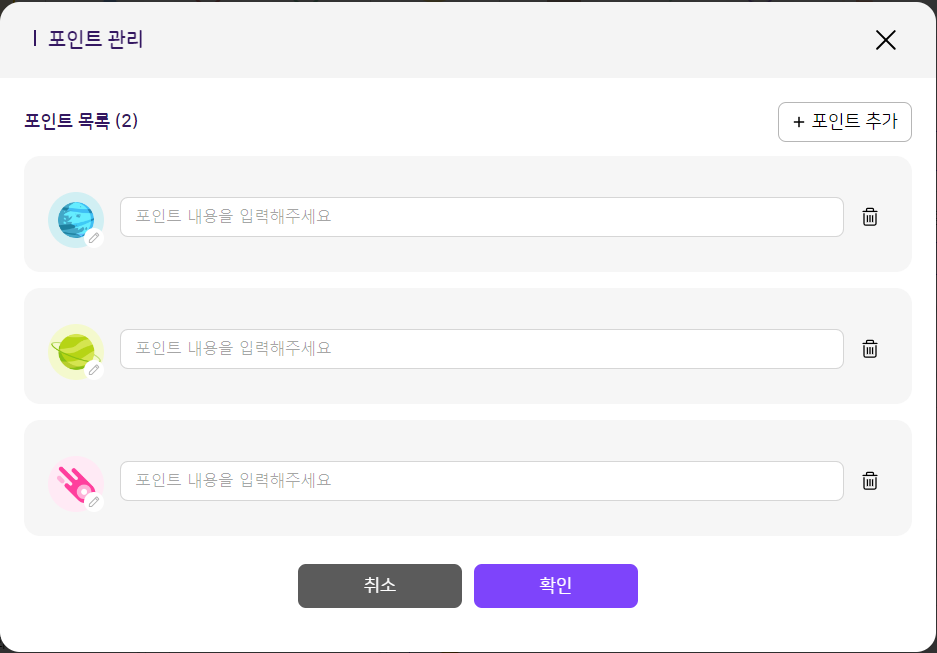 포인트 관리
포인트 목록 (2)
+ 포인트 추가
포인트 내용을 입력해주세요
포인트 내용을 입력해주세요
포인트 내용을 입력해주세요
취소
확인